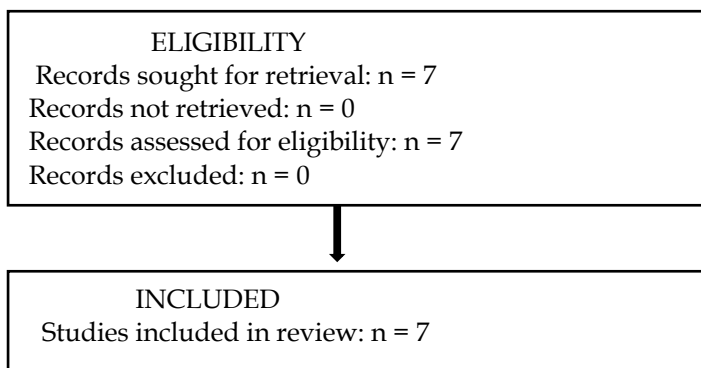 ELIGIBILITY
Records sought for retrieval: n = 7
Records not retrieved: n = 0
Records assessed for eligibility: n = 7
Records excluded: n = 0
INCLUDED
Studies included in review: n = 7